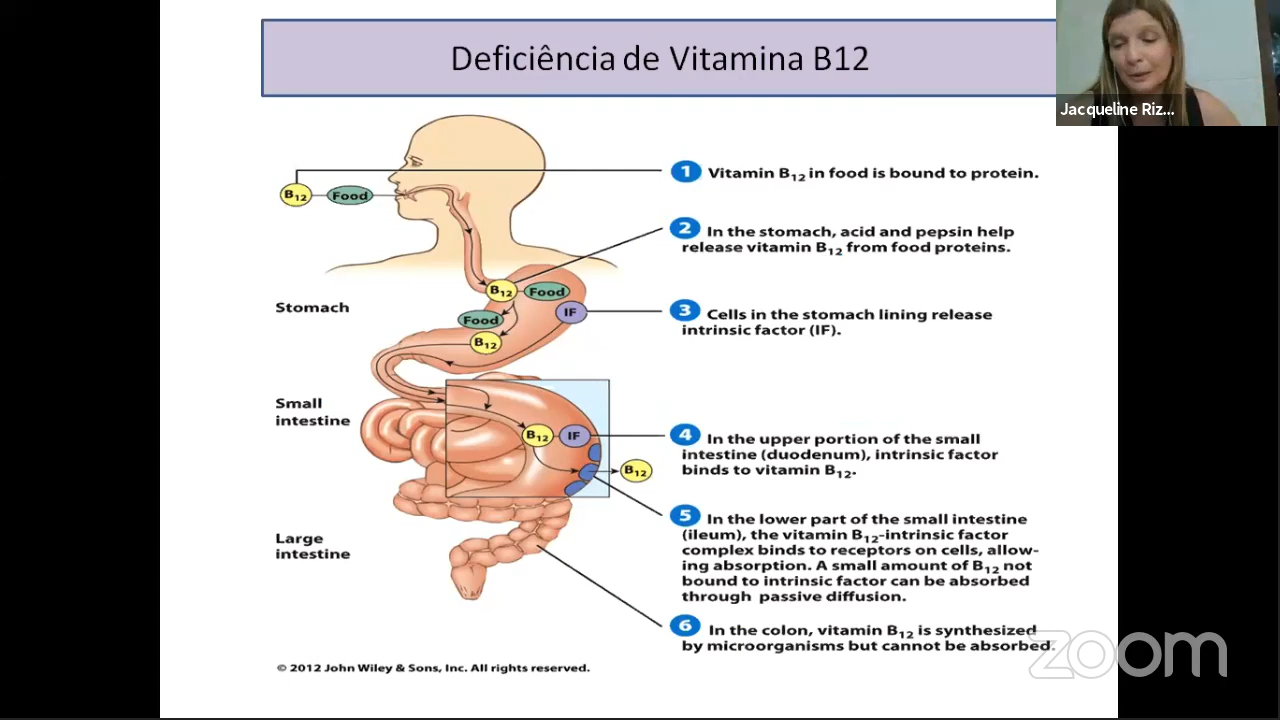 Deficiência de Vitamina B12
Jacqueline Riz...
B12
Food
1 Vitamin B12 in food is bound to protein.
2 In the stomach, acid and pepsin help
release vitamin B12 from food proteins.
B12
Food
Stomach
Food
IF
B12
3 Cells in the stomach lining release
intrinsic factor (IF).
Small
intestine
B12
IF
B12
4 In the upper portion of the small
intestine (duodenum), intrinsic factor
binds to vitamin B12.
5 In the lower part of the small intestine
(ileum), the vitamin B12-intrinsic factor
complex binds to receptors on cells, allow-
ing absorption. A small amount of B12 not
bound to intrinsic factor can be absorbed
through passive diffusion.
Large
intestine
6 In the colon, vitamin B12 is synthesized
by microorganisms but cannot be absorbed.
© 2012 John Wiley & Sons, Inc. All rights reserved.
zoom